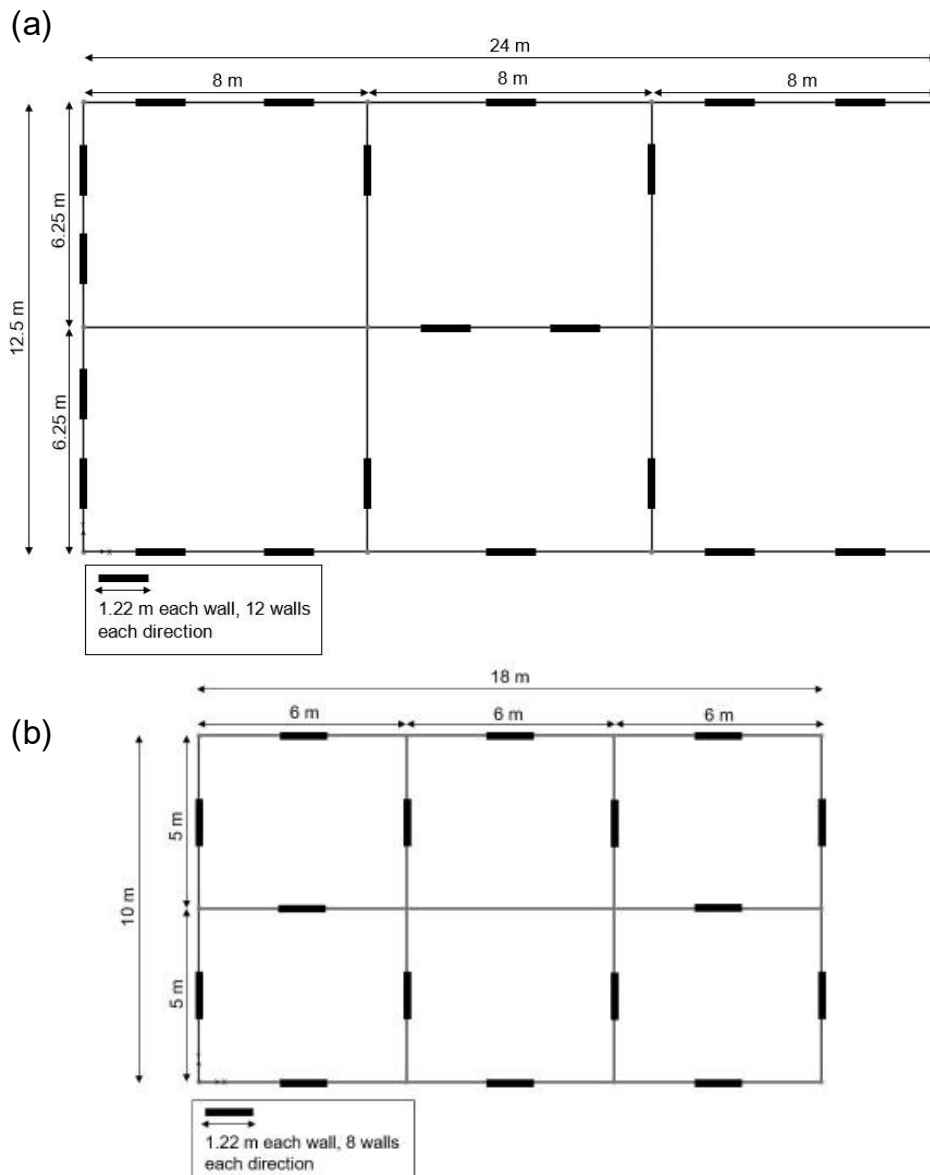 (a)
24 m
8 m
8 m
8 m
12.5 m
6.25 m
6.25 m
X
1.22 m each wall, 12 walls
each direction
18 m
(b)
6 m
6 m
6 m
10 m
5 m
5 m
1.22 m each wall, 8 walls
each direction